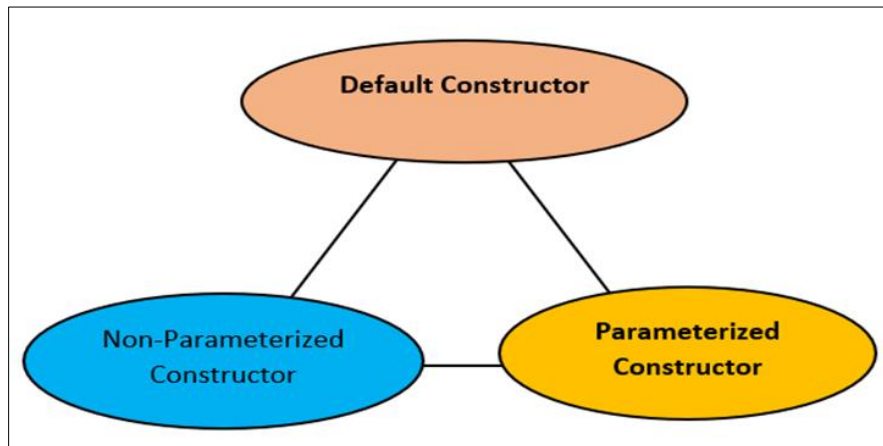 Default Constructor
Non-Parameterized
Constructor
Parameterized
Constructor